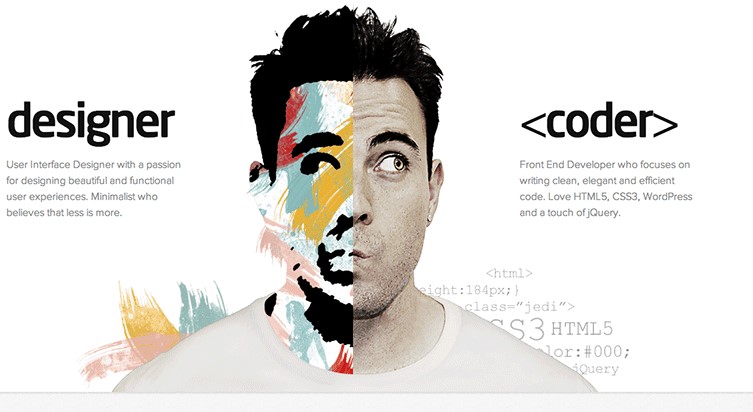 designer
User Interface Designer with a passion
for designing beautiful and functional
user experiences. Minimalist who
believes that less is more.
<coder>
Front End Developer who focuses on
writing clean, elegant and efficient
code. Love HTML5, CSS3, WordPress
and a touch of jQuery.
<html>
eight:184px;}
class="jedi">
SS3 HTML5
lor:#000;
jQuery